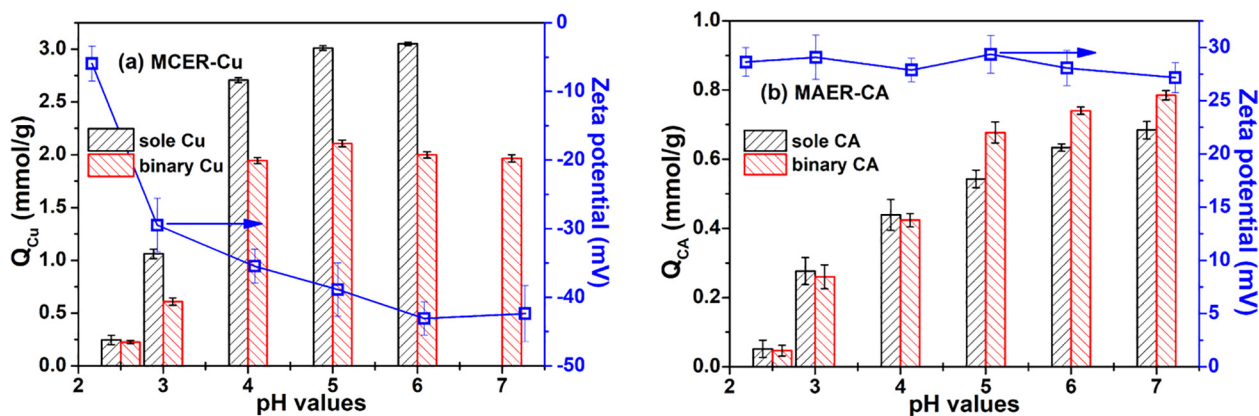 (a) MCER-Cu
sole Cu
binary Cu
Q_Cu (mmol/g)
3.0
2.5
2.0
1.5
1.0
0.5
0.0
2 3 4 5 6 7
pH values
0
-10
-20
-30
-40
-50
Zeta potential (mV)
(b) MAER-CA
sole CA
binary CA
Q_CA (mmol/g)
1.0
0.8
0.6
0.4
0.2
0.0
2 3 4 5 6 7
pH values
30
25
20
15
10
5
0
Zeta potential (mV)